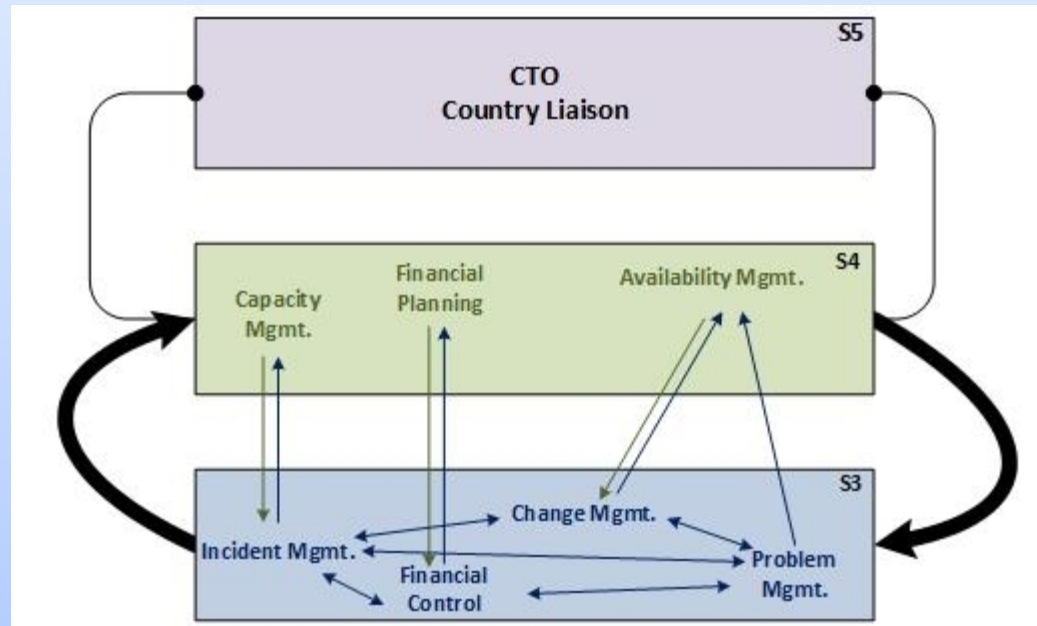 S5
CTO
Country Liaison
S4
Financial
Planning
Availability Mgmt.
Capacity
Mgmt.
S3
Change Mgmt.
Incident Mgmt.
Financial
Control
Problem
Mgmt.